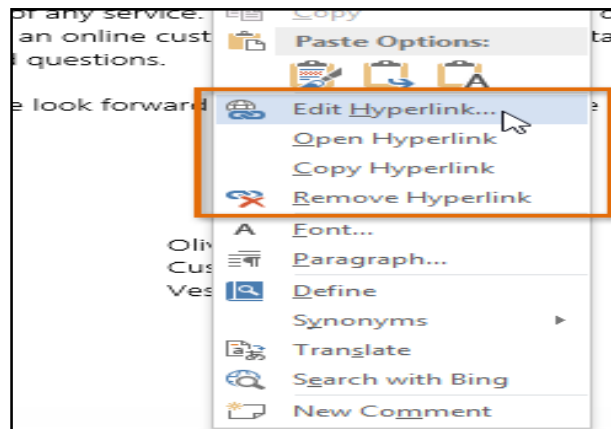 of any service.
Copy
an online cust
Paste Options:
questions.
e look forward
Edit Hyperlink...
Open Hyperlink
Copy Hyperlink
Remove Hyperlink
Font...
Oliv
Paragraph...
Cus
Ves
Define
Synonyms
Translate
Search with Bing
New Comment